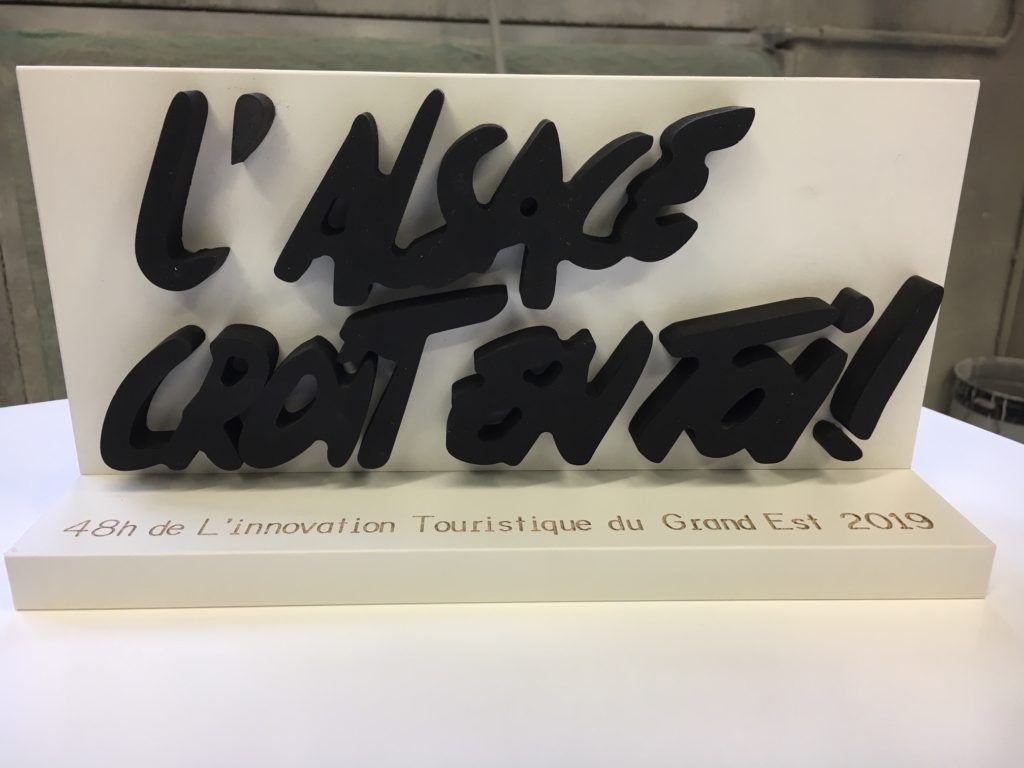 L'ALSACE
CROIT EN TOI!
48h de L'innovation Touristique du Grand Est 2019